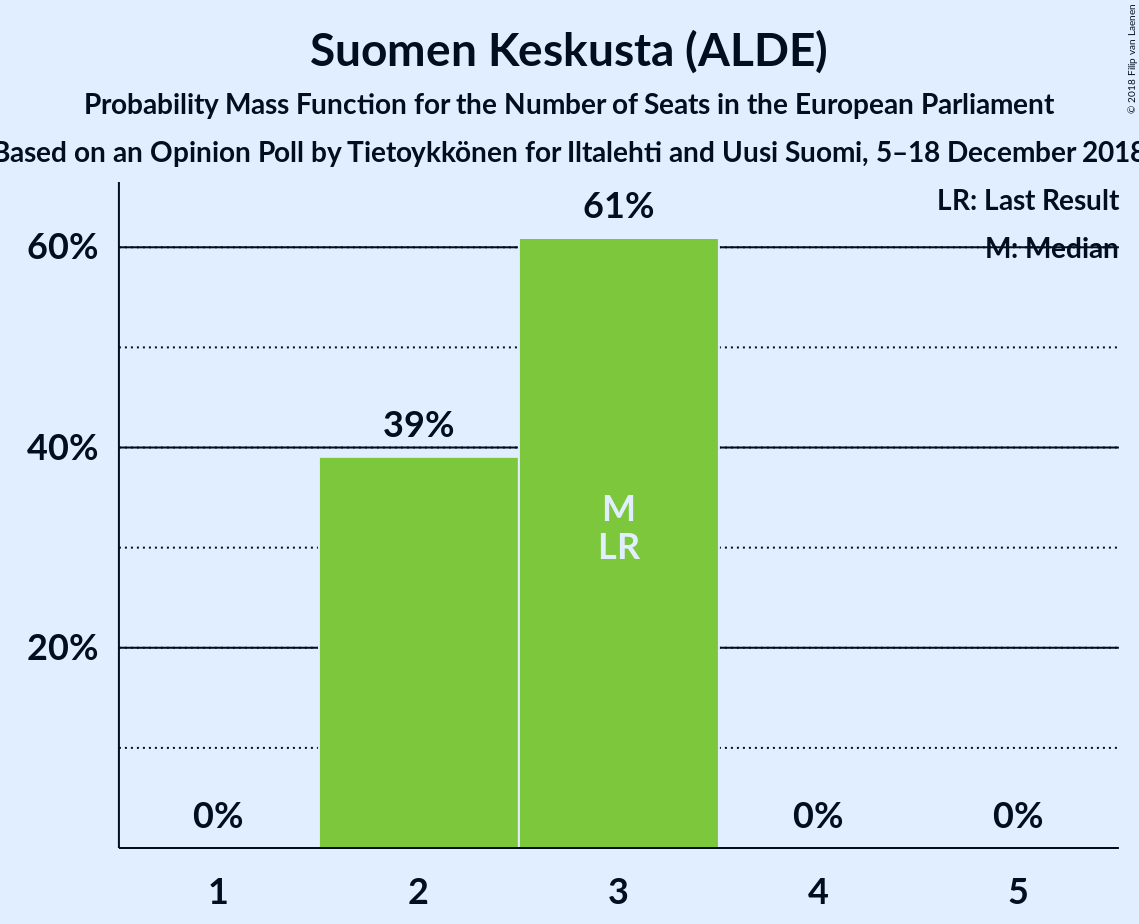 Suomen Keskusta (ALDE)
Probability Mass Function for the Number of Seats in the European Parliament
Based on an Opinion Poll by Tietoykkönen for Iltalehti and Uusi Suomi, 5–18 December 2018
© 2018 Filip van Laenen
LR: Last Result
M: Median
60%
40%
20%
0%
39%
61%
M
LR
0%
0%
1
2
3
4
5